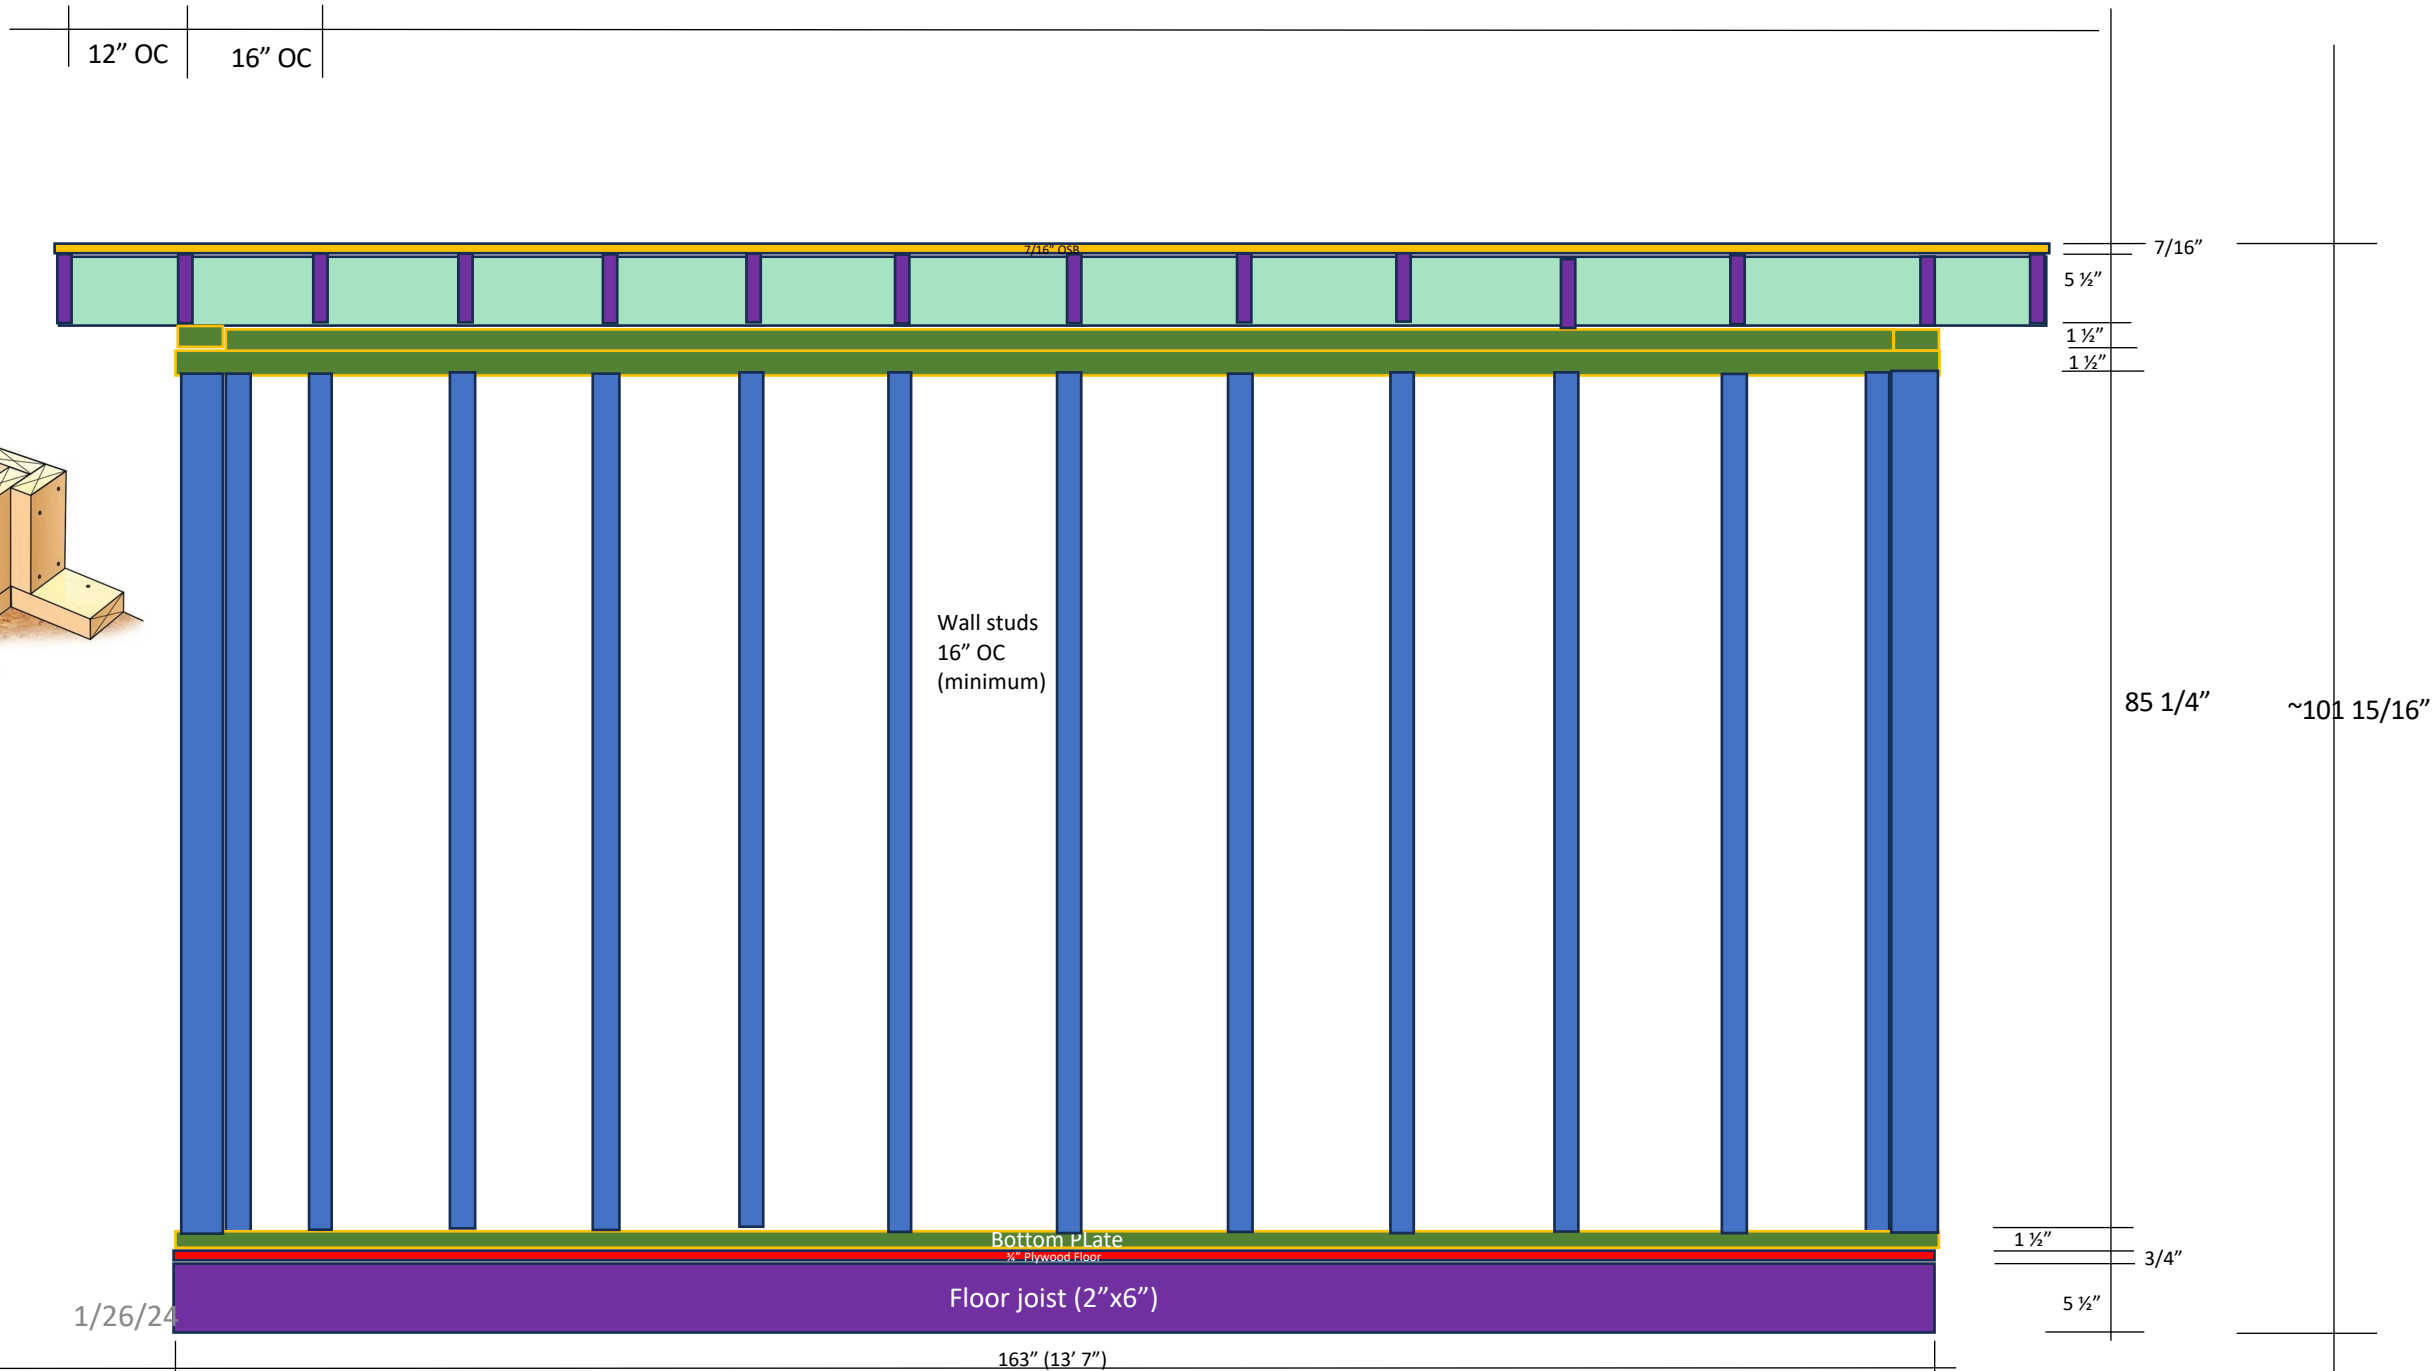 12” OC
16” OC
7/16” OSB
7/16”
5 ½”
1 ½”
1 ½”
Wall studs
16” OC
(minimum)
85 1/4”
~101 15/16”
Bottom PLate
1 ½”
¾” Plywood Floor
3/4”
Floor joist (2”x6”)
5 ½”
1/26/24
163” (13’ 7”)